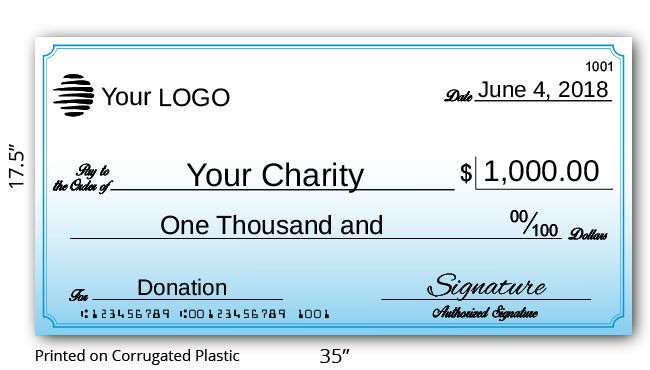 1001
Your LOGO
Date June 4, 2018
17.5”
Pay to
the Order of Your Charity $ 1,000.00
One Thousand and 00/100 Dollars
For Donation Signature
⑆123456789 ⑆00123456789 1001 Authorized Signature
Printed on Corrugated Plastic 35”